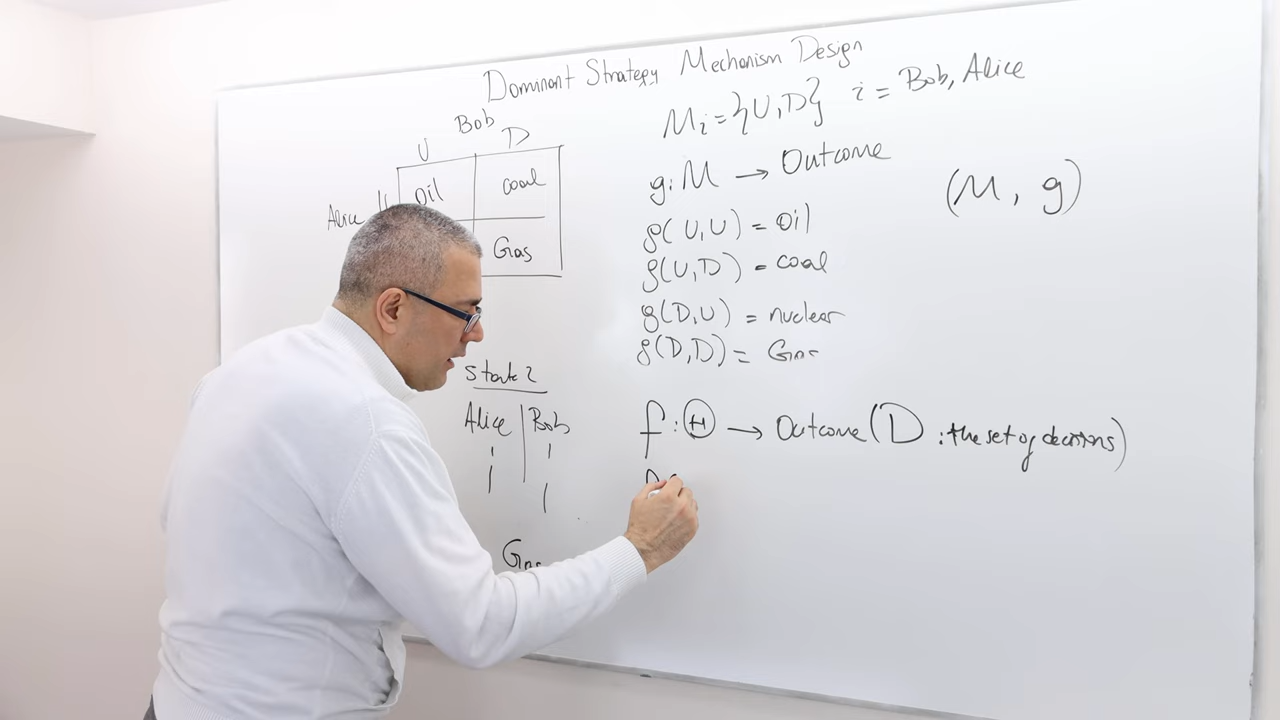 Dominant Strategy Mechanism Design
Bob
U D
Alice U Oil coal
Gas
State 2
Alice Bob
Gas
M_i = {U, D} i = Bob, Alice
g: M → Outcome
g(U,U) = Oil
g(U,D) = coal
g(D,U) = nuclear
g(D,D) = Gas
(M, g)
f: Θ → Outcome (D : the set of decisions)